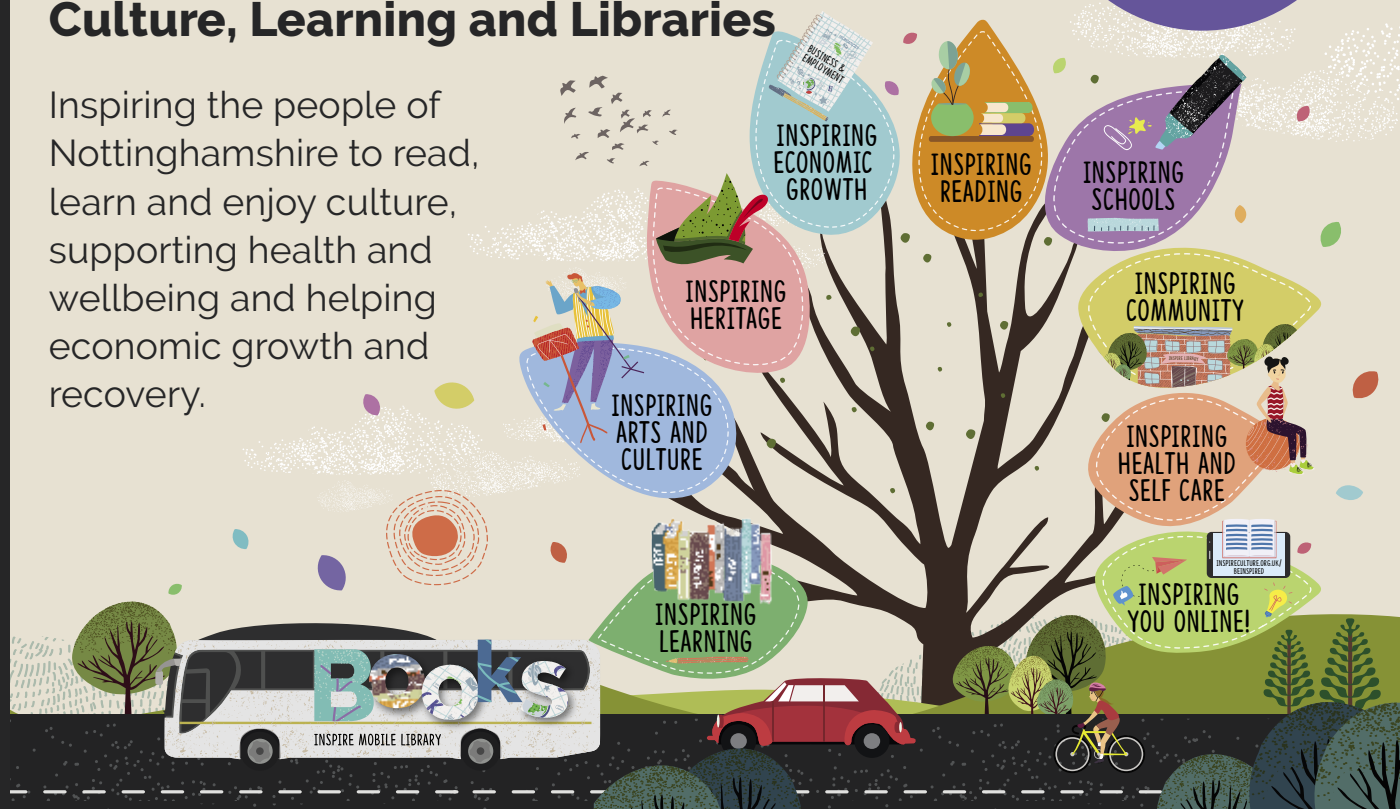 Culture, Learning and Libraries
Inspiring the people of
Nottinghamshire to read,
learn and enjoy culture,
supporting health and
wellbeing and helping
economic growth and
recovery.
BUSINESS &
EMPLOYMENT
INSPIRING
ECONOMIC
GROWTH
INSPIRING
READING
INSPIRING
SCHOOLS
INSPIRING
HERITAGE
INSPIRING
COMMUNITY
INSPIRE LIBRARY
INSPIRING
ARTS AND
CULTURE
INSPIRING
HEALTH AND
SELF CARE
INSPIRECULTURE.ORG.UK/
BEINSPIRED
INSPIRING
YOU ONLINE!
INSPIRING
LEARNING
Books
INSPIRE MOBILE LIBRARY